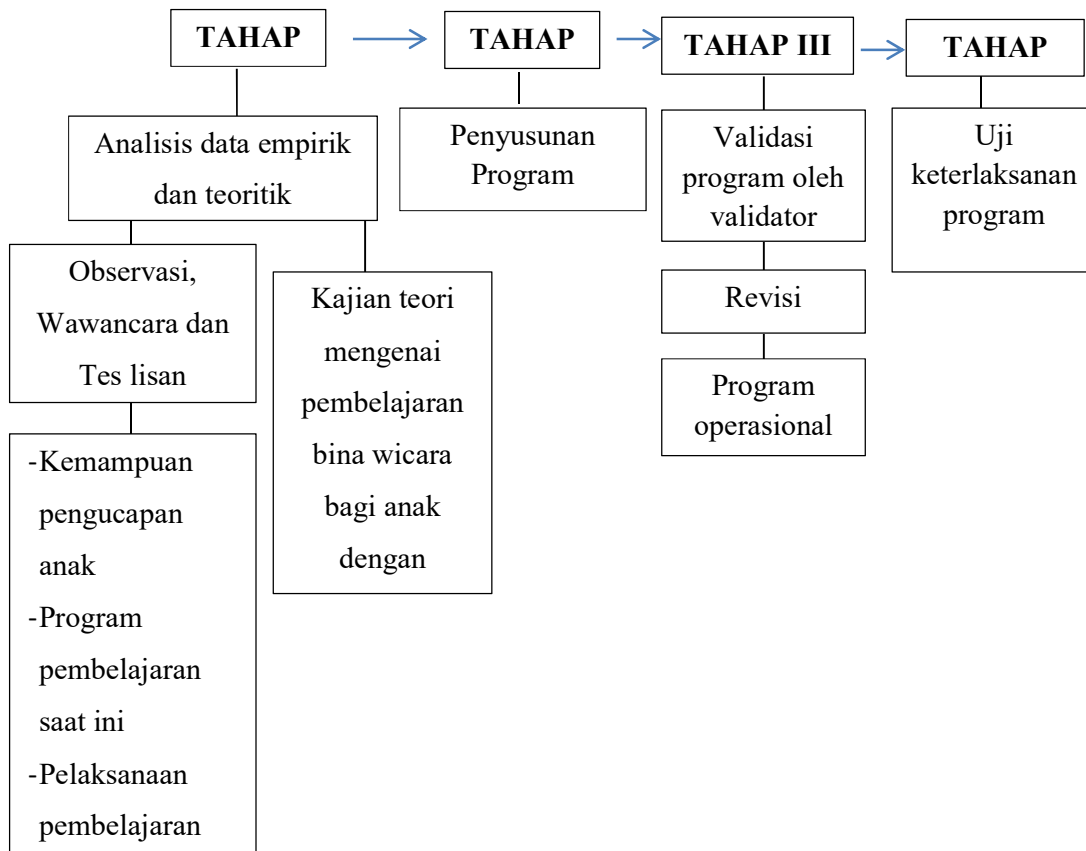 TAHAP
TAHAP
TAHAP III
TAHAP
Analisis data empirik
dan teoritik
Observasi,
Wawancara dan
Tes lisan
-Kemampuan
pengucapan
anak
-Program
pembelajaran
saat ini
-Pelaksanaan
pembelajaran
Kajian teori
mengenai
pembelajaran
bina wicara
bagi anak
dengan
Penyusunan
Program
Validasi
program oleh
validator
Revisi
Program
operasional
Uji
keterlaksanan
program